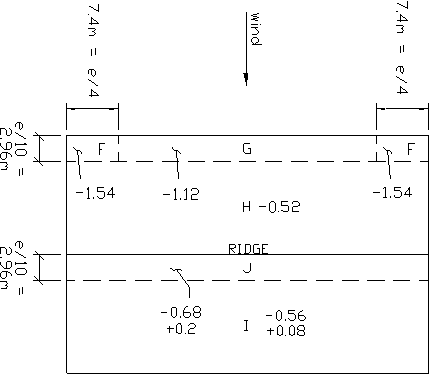 7.4m = e/4
wind
7.4m = e/4
e/10 =
2.96m
F
G
F
-1.54
-1.12
-1.54
H -0.52
RIDGE
e/10 =
2.96m
J
-0.68
+0.2
I
-0.56
+0.08